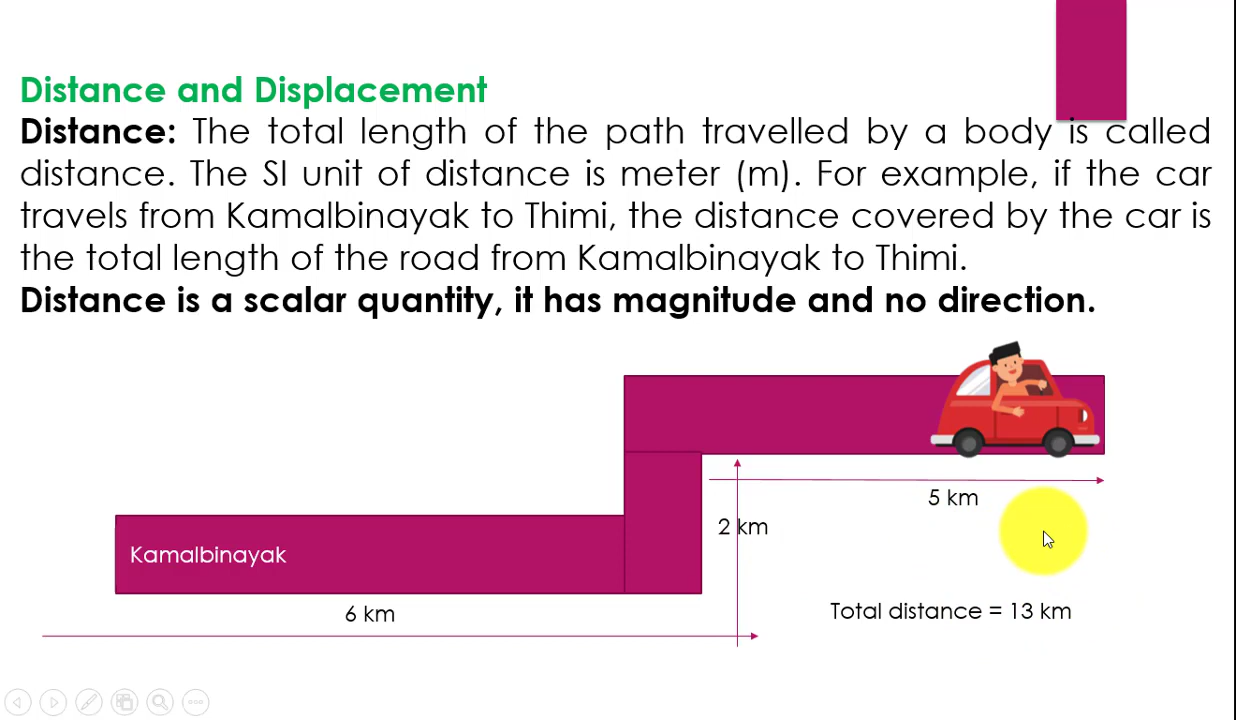 Distance and Displacement
Distance: The total length of the path travelled by a body is called
distance. The SI unit of distance is meter (m). For example, if the car
travels from Kamalbinayak to Thimi, the distance covered by the car is
the total length of the road from Kamalbinayak to Thimi.
Distance is a scalar quantity, it has magnitude and no direction.
5 km
2 km
Kamalbinayak
6 km
Total distance = 13 km